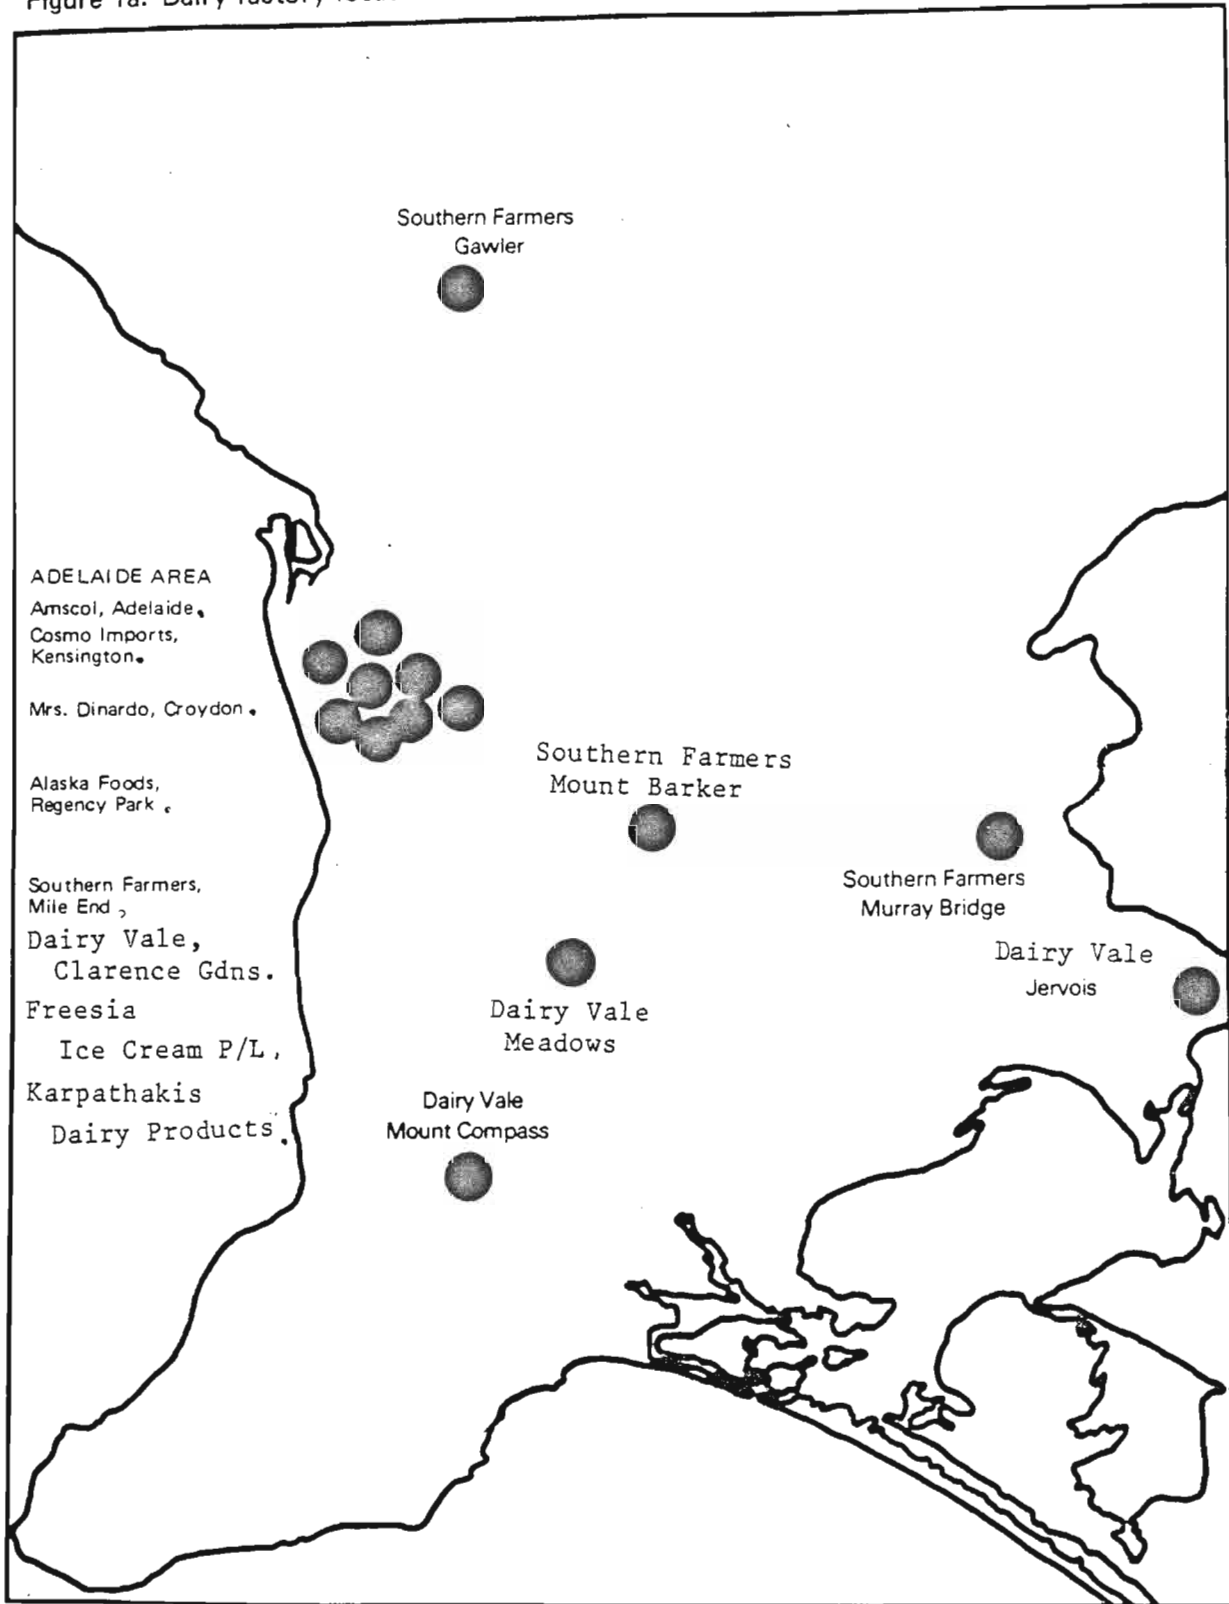 Figure 1a. Dairy factory
Southern Farmers
Gawler
ADELAIDE AREA
Amscol, Adelaide.
Cosmo Imports,
Kensington.
Mrs. Dinardo, Croydon.
Alaska Foods,
Regency Park.
Southern Farmers,
Mile End,
Dairy Vale,
Clarence Gdns.
Freesia
Ice Cream P/L,
Karpathakis
Dairy Products.
Southern Farmers
Mount Barker
Southern Farmers
Murray Bridge
Dairy Vale
Jervois
Dairy Vale
Meadows
Dairy Vale
Mount Compass